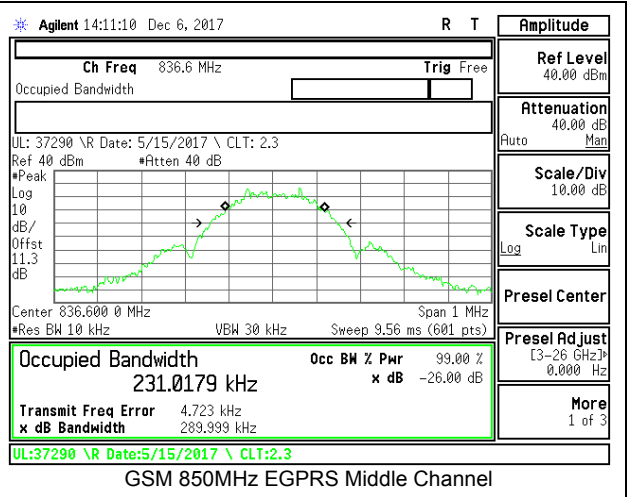 Agilent 14:11:10 Dec 6, 2017 R T
Amplitude
Ch Freq 836.6 MHz Trig Free
Occupied Bandwidth
UL: 37290 \R Date: 5/15/2017 \ CLT: 2.3
Ref 40 dBm #Atten 40 dB
#Peak
Log
10
dB/
Offst
11.3
dB
Center 836.600 0 MHz Span 1 MHz
#Res BW 10 kHz VBW 30 kHz Sweep 9.56 ms (601 pts)
Occupied Bandwidth Occ BW % Pwr 99.00 %
231.0179 kHz x dB -26.00 dB
Transmit Freq Error 4.723 kHz
x dB Bandwidth 289.999 kHz
UL:37290 \R Date:5/15/2017 \ CLT:2.3
Ref Level
40.00 dBm
Attenuation
40.00 dB
Auto Man
Scale/Div
10.00 dB
Scale Type
Log Lin
Presel Center
Presel Adjust
[3-26 GHz]
0.000 Hz
More
1 of 3
GSM 850MHz EGPRS Middle Channel